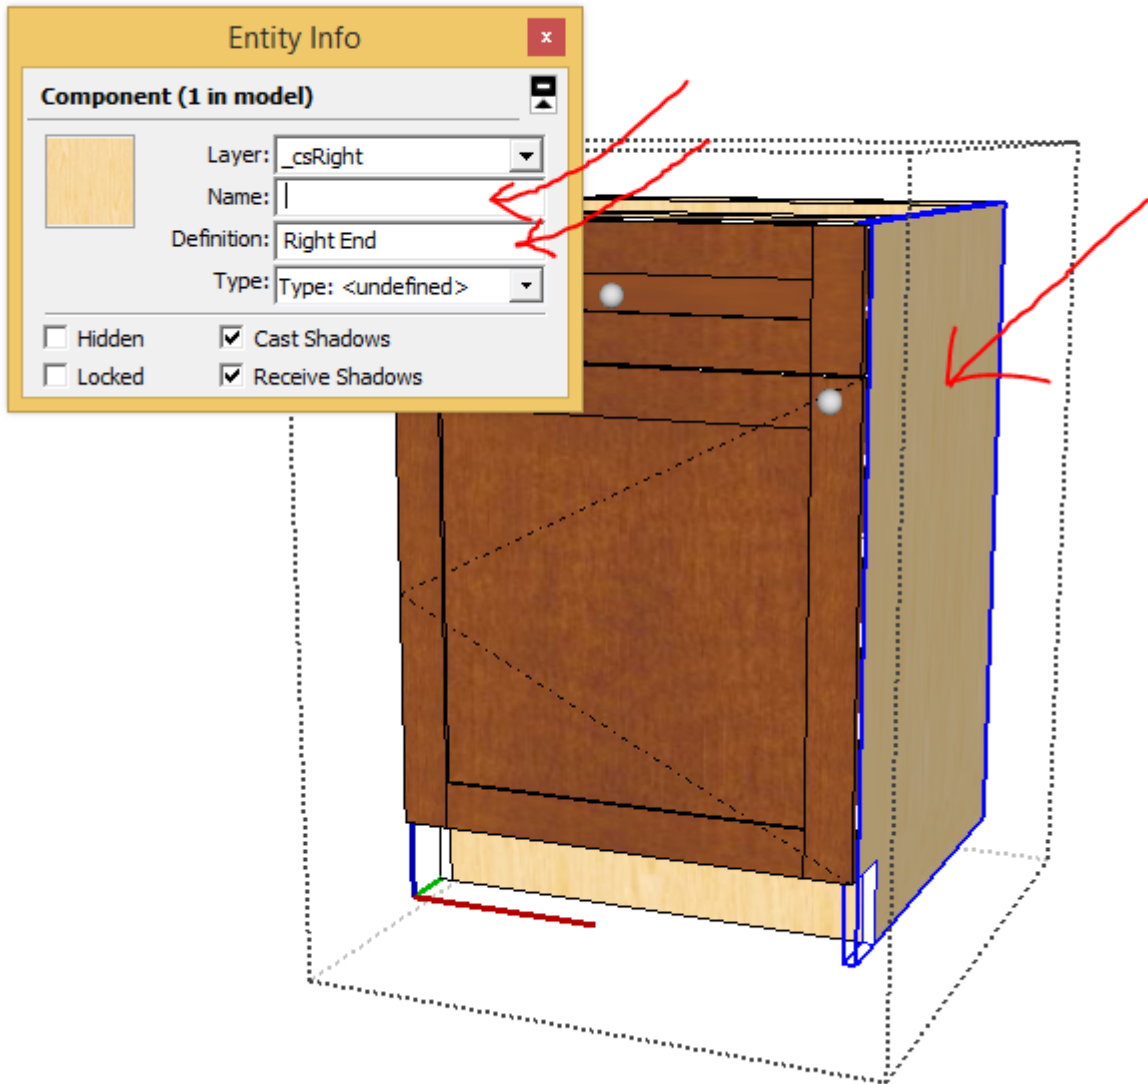 Entity Info
x
Component (1 in model)
Layer: _csRight
Name:
Definition: Right End
Type: Type: <undefined>
Hidden Cast Shadows
Locked Receive Shadows